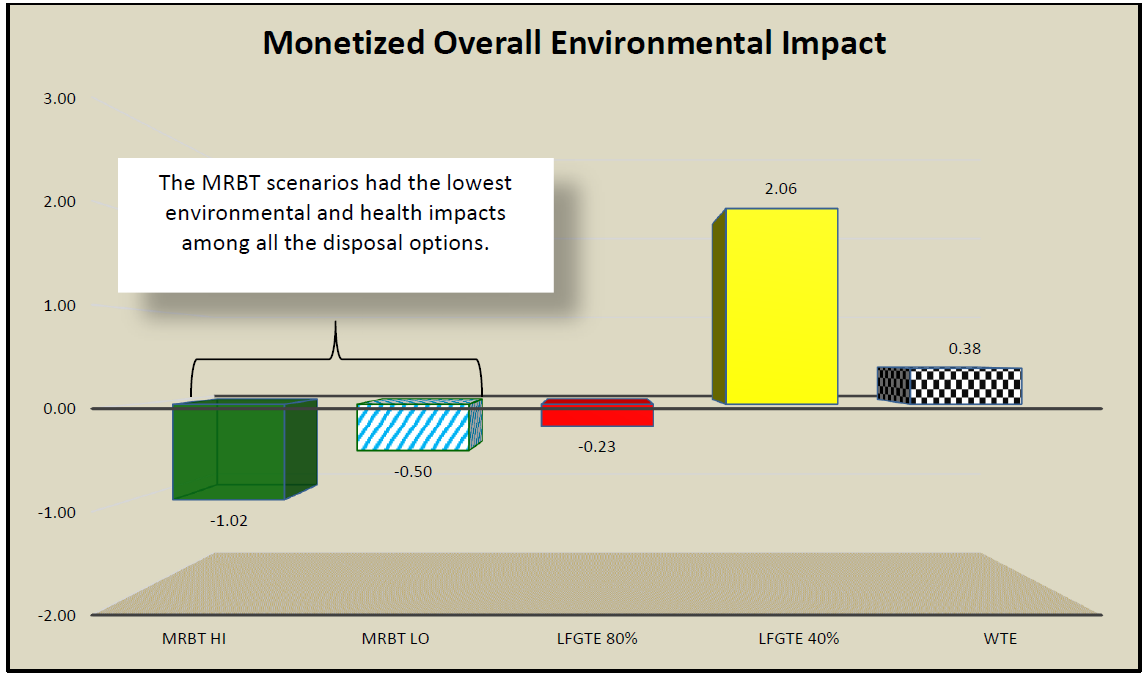 Monetized Overall Environmental Impact
3.00
2.00
1.00
0.00
-1.00
-2.00
The MRBT scenarios had the lowest
environmental and health impacts
among all the disposal options.
-1.02
-0.50
-0.23
2.06
0.38
MRBT HI
MRBT LO
LFGTE 80%
LFGTE 40%
WTE